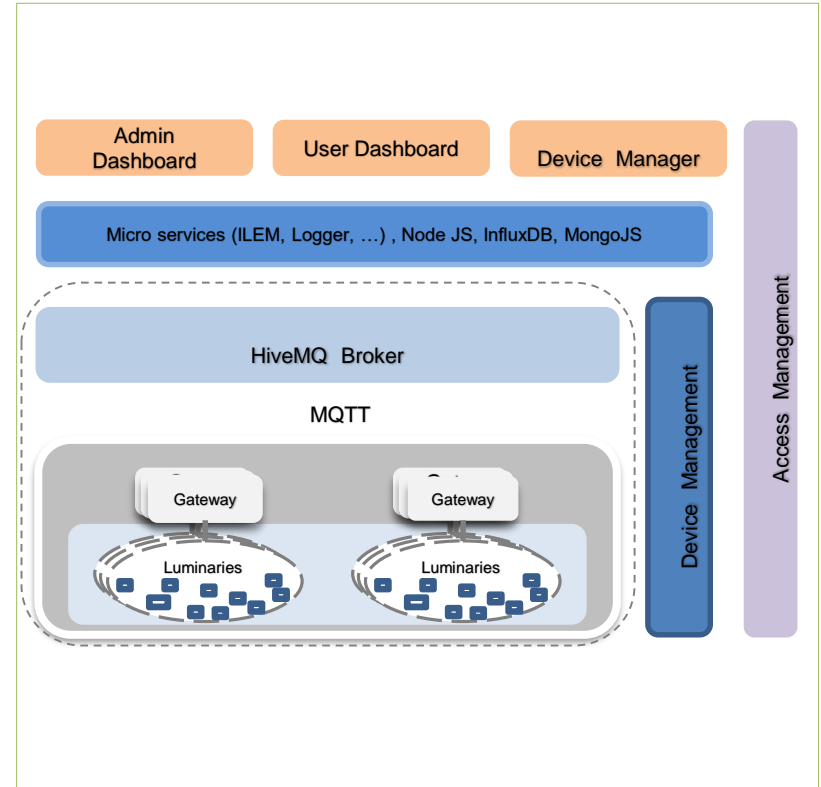 Admin
Dashboard
User Dashboard
Device Manager
Micro services (ILEM, Logger, …) , Node JS, InfluxDB, MongoJS
HiveMQ Broker
MQTT
Gateway
Gateway
Luminaries
Luminaries
Device Management
Access Management